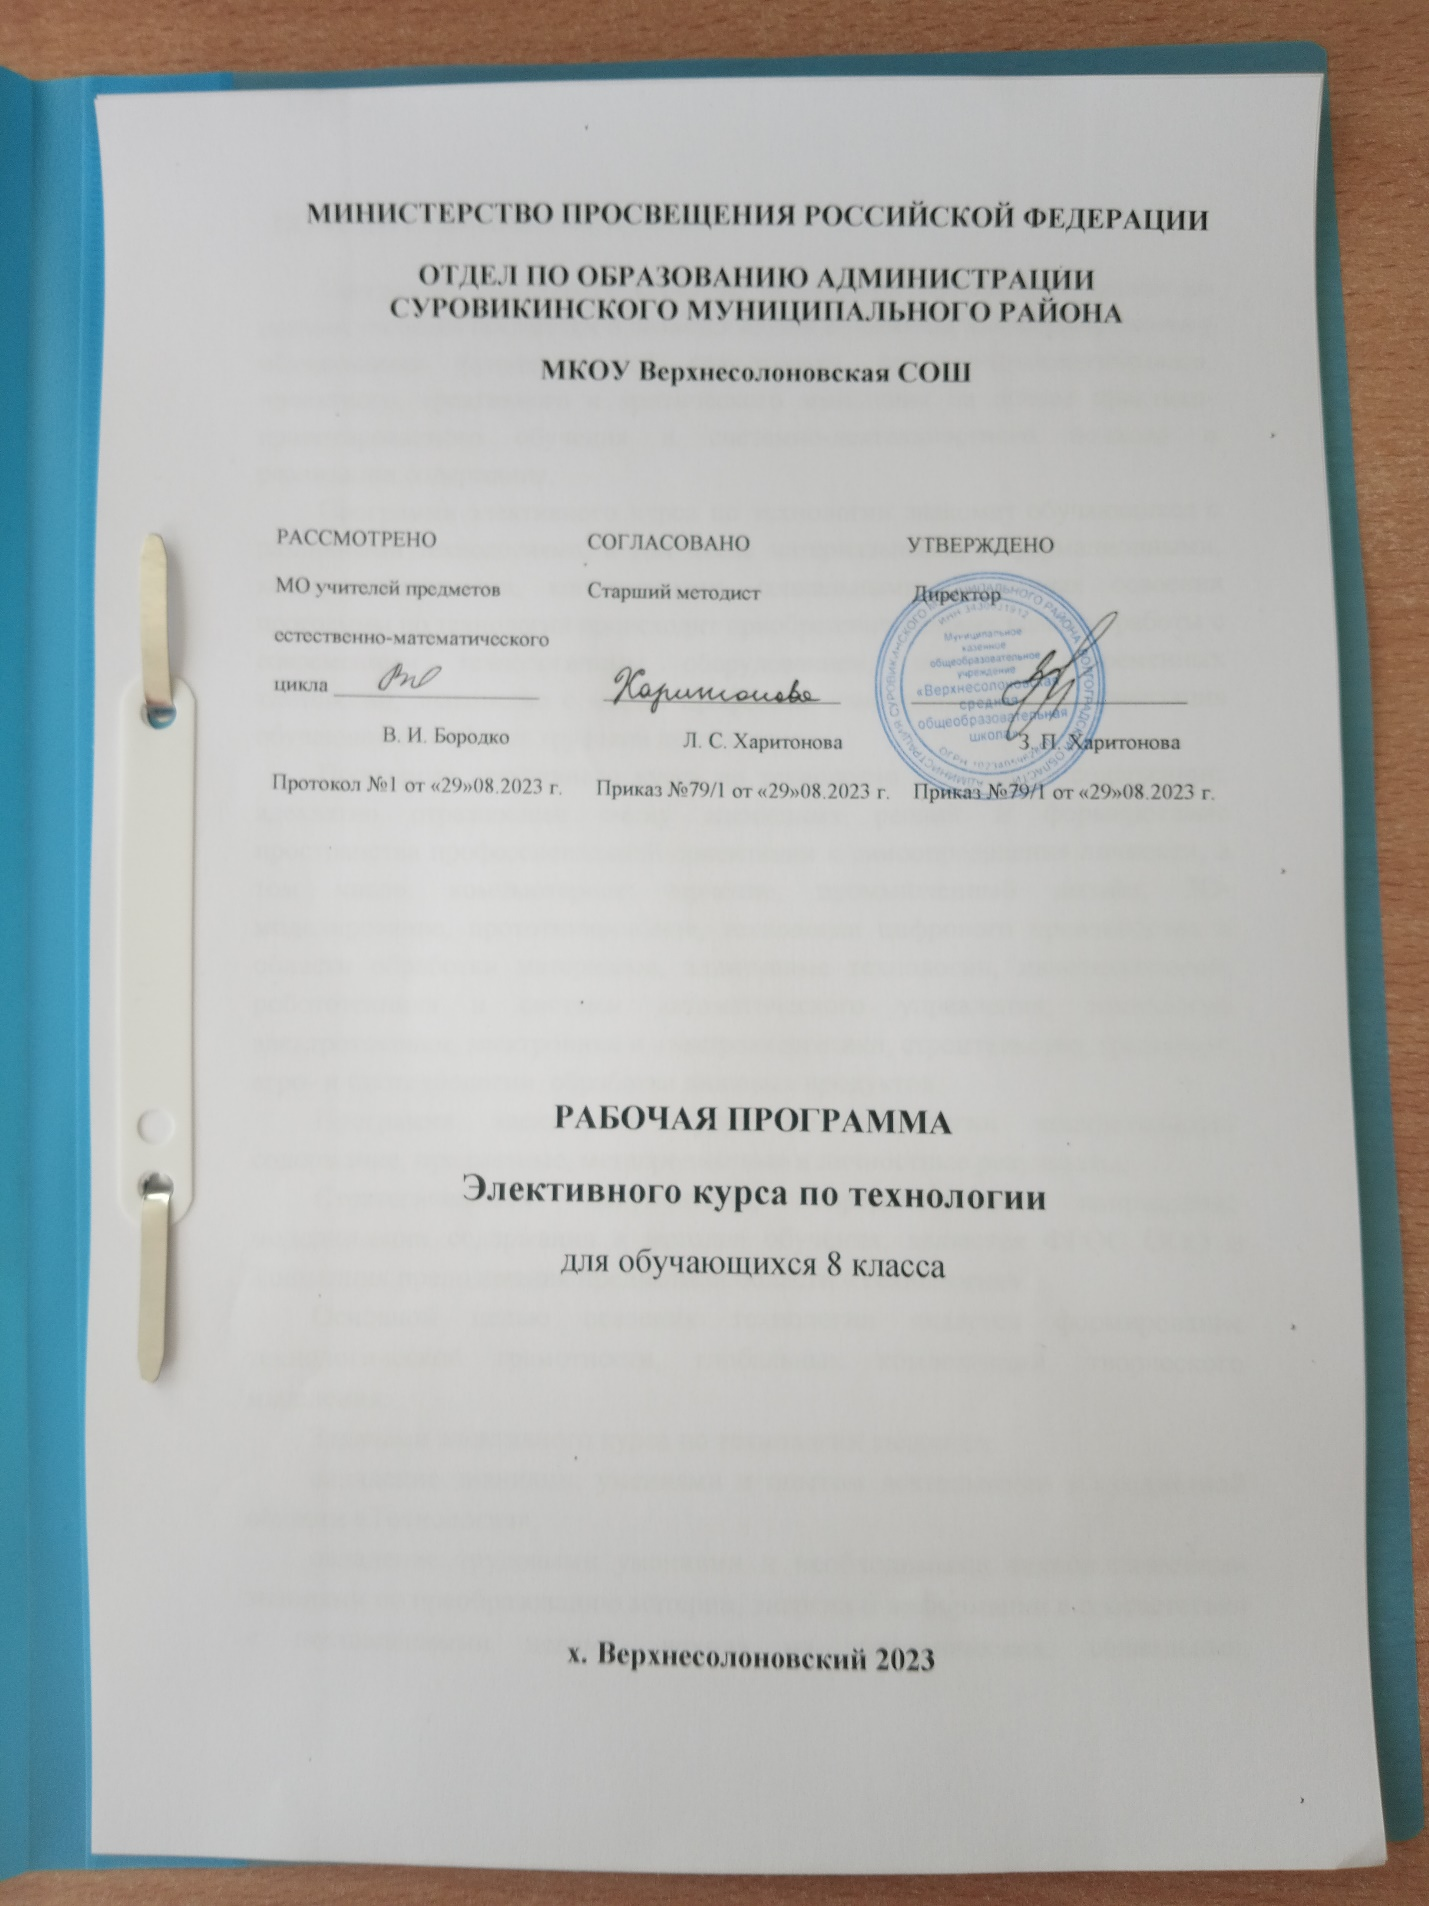 МИНИСТЕРСТВО ПРОСВЕЩЕНИЯ РОССИЙСКОЙ ФЕДЕРАЦИИ
ОТДЕЛ ПО ОБРАЗОВАНИЮ АДМИНИСТРАЦИИ
СУРОВИКИНСКОГО МУНИЦИПАЛЬНОГО РАЙОНА
МКОУ Верхнесолоновская СОШ
РАССМОТРЕНО
МО учителей предметов
естественно-математического
цикла
В. И. Бородко
Протокол №1 от «29»08.2023 г.
СОГЛАСОВАНО
Старший методист
Харитонова
Л. С. Харитонова
Приказ №79/1 от «29»08.2023 г.
УТВЕРЖДЕНО
Директор
Муниципальное
казенное
общеобразовательное
учреждение
«Верхнесолоновская
средняя
общеобразовательная
школа»
З. П. Харитонова
Приказ №79/1 от «29»08.2023 г.
РАБОЧАЯ ПРОГРАММА
Элективного курса по технологии
для обучающихся 8 класса
х. Верхнесолоновский 2023